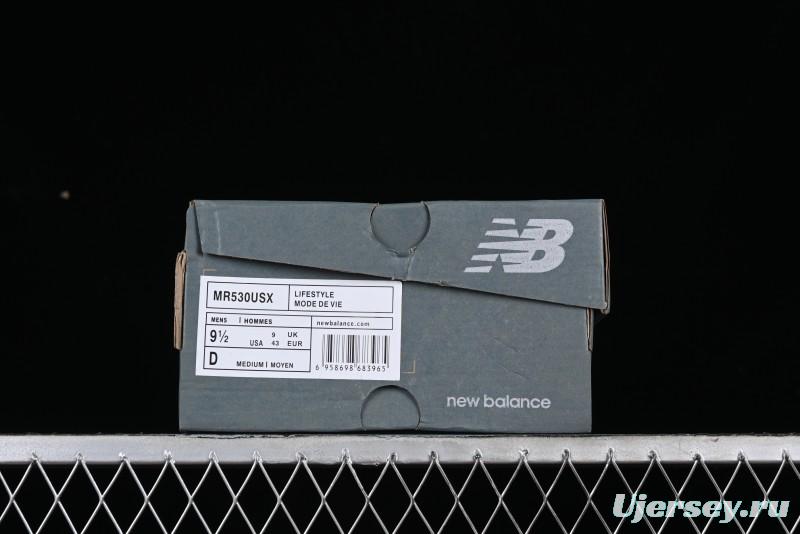 NB
MR530USX
LIFESTYLE
MODE DE VIE
MENS | HOMMES
newbalance.com
9½ USA
9 UK
43 EUR
D MEDIUM | MOYEN
6 958698 683965
new balance
Ujersey.ru